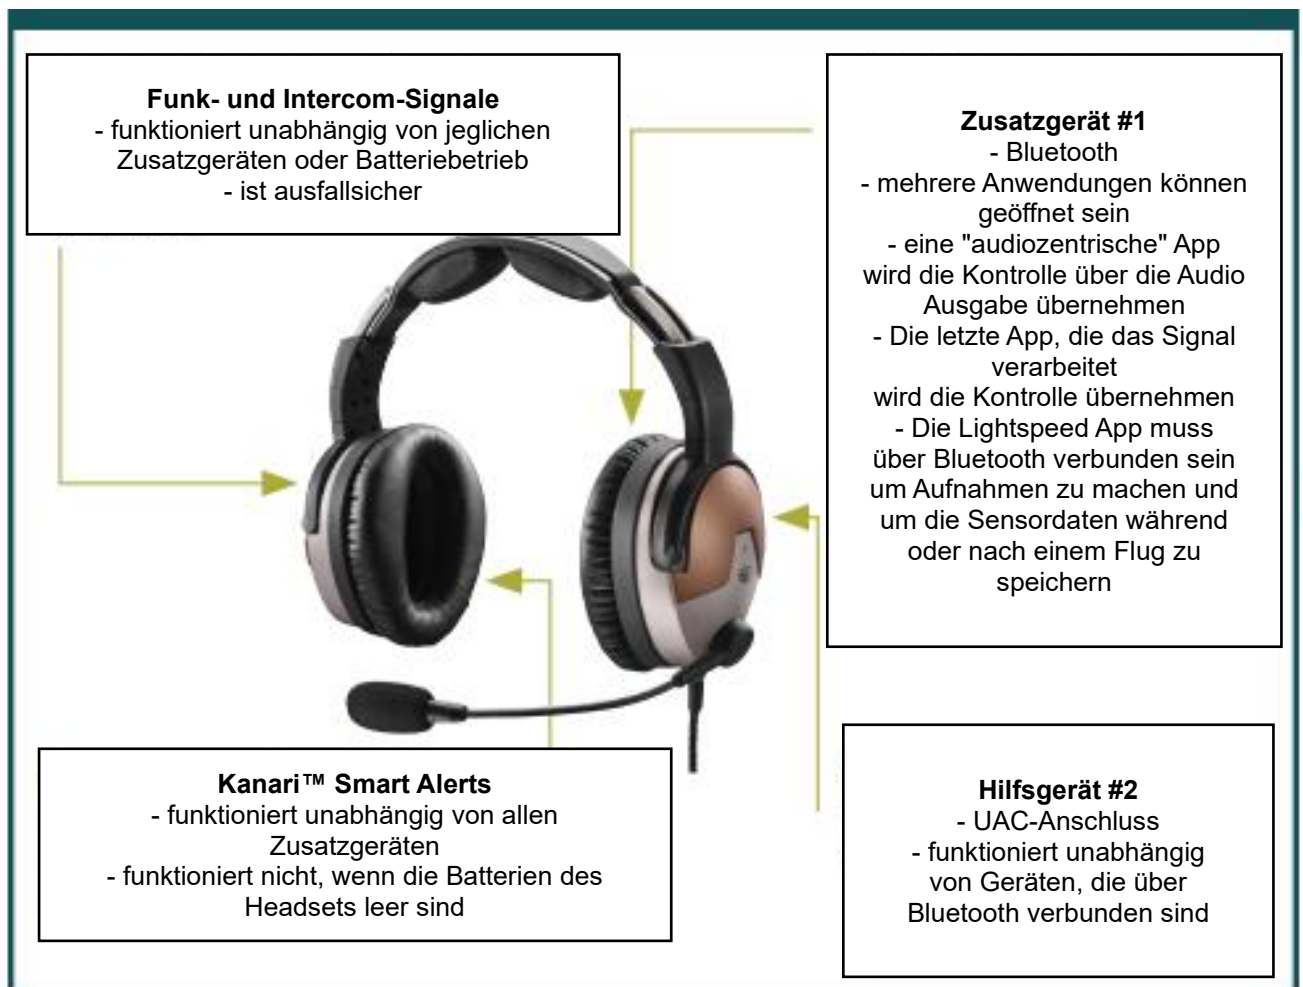 Funk- und Intercom-Signale
- funktioniert unabhängig von jeglichen
Zusatzgeräten oder Batteriebetrieb
- ist ausfallsicher
Zusatzgerät #1
- Bluetooth
- mehrere Anwendungen können
geöffnet sein
- eine "audiozentrische" App
wird die Kontrolle über die Audio
Ausgabe übernehmen
- Die letzte App, die das Signal
verarbeitet
wird die Kontrolle übernehmen
- Die Lightspeed App muss
über Bluetooth verbunden sein
um Aufnahmen zu machen und
um die Sensordaten während
oder nach einem Flug zu
speichern
Kanari™ Smart Alerts
- funktioniert unabhängig von allen
Zusatzgeräten
- funktioniert nicht, wenn die Batterien des
Headsets leer sind
Hilfsgerät #2
- UAC-Anschluss
- funktioniert unabhängig
von Geräten, die über
Bluetooth verbunden sind